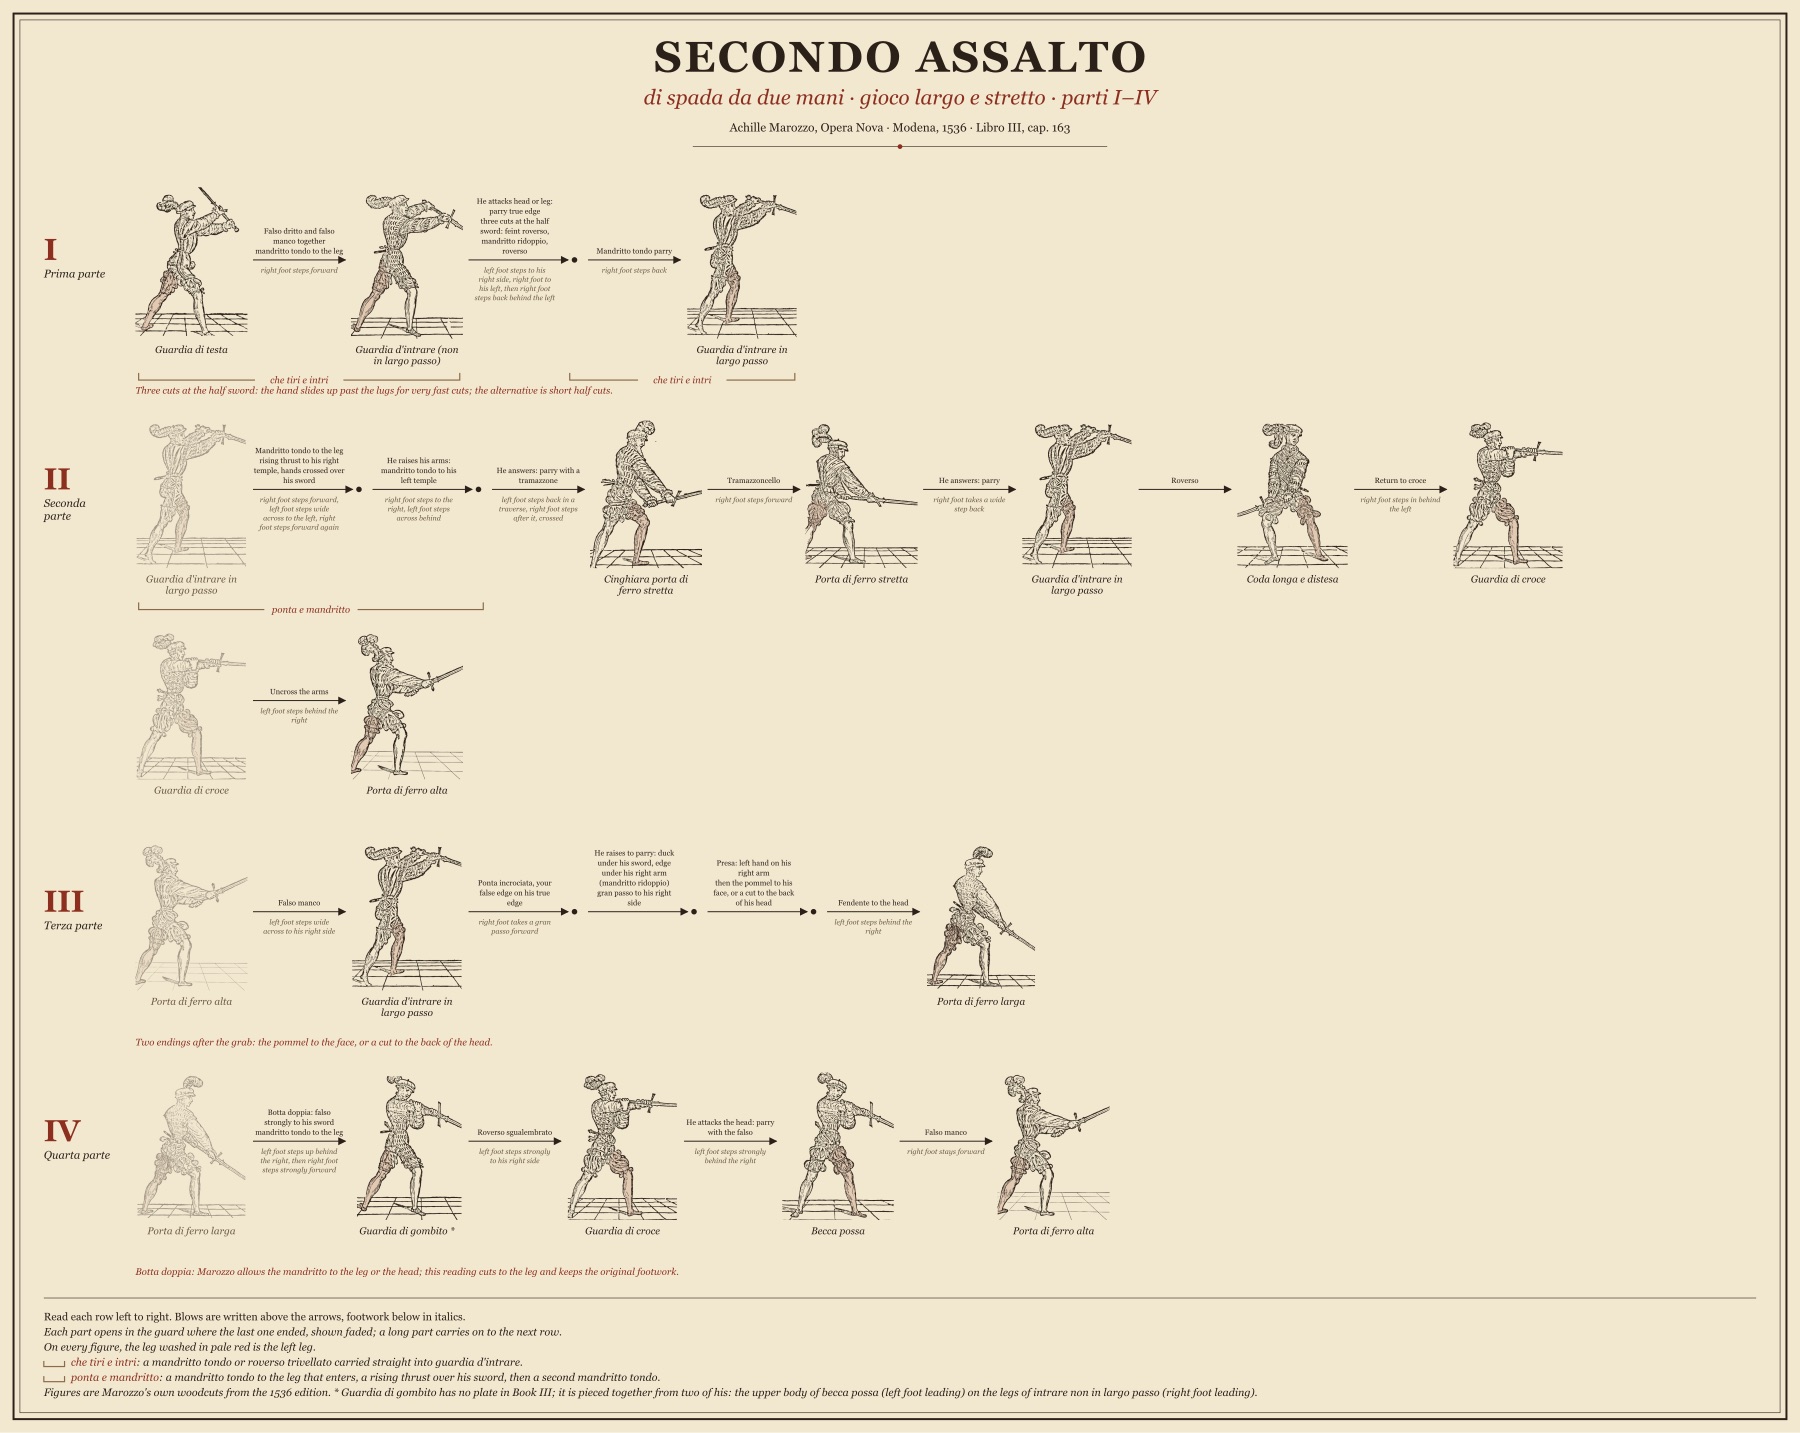 SECONDO ASSALTO
di spada da due mani · gioco largo e stretto · parti I–IV
Achille Marozzo, Opera Nova · Modena, 1536 · Libro III, cap. 163
I
Prima parte
Guardia di testa
Falso dritto and falso
manco together
mandritto tondo to the leg
right foot steps forward
Guardia d'intrare (non
in largo passo)
He attacks head or leg:
parry true edge
three cuts at the half
sword: feint roverso,
mandritto ridoppio,
roverso
left foot steps to his
right side, right foot to
his left, then right foot
steps back behind the left
Mandritto tondo parry
right foot steps back
Guardia d'intrare in
largo passo
che tiri e intri
che tiri e intri
Three cuts at the half sword: the hand slides up past the lugs for very fast cuts; the alternative is short half cuts.
II
Seconda
parte
Guardia d'intrare in
largo passo
Mandritto tondo to the leg
rising thrust to his right
temple, hands crossed over
his sword
right foot steps forward,
left foot steps wide
across to the left, right
foot steps forward again
He raises his arms:
mandritto tondo to his
left temple
right foot steps to the
right, left foot steps
across behind
He answers: parry with a
tramazzone
left foot steps back in a
traverse, right foot steps
after it, crossed
Cinghiara porta di
ferro stretta
Tramazzoncello
right foot steps forward
Porta di ferro stretta
He answers: parry
right foot takes a wide
step back
Guardia d'intrare in
largo passo
Roverso
Coda longa e distesa
Return to croce
right foot steps in behind
the left
Guardia di croce
ponta e mandritto
Guardia di croce
Uncross the arms
left foot steps behind the
right
Porta di ferro alta
III
Terza parte
Porta di ferro alta
Falso manco
left foot steps wide
across to his right side
Guardia d'intrare in
largo passo
Ponta incrociata, your
false edge on his true
edge
right foot takes a gran
passo forward
He raises to parry: duck
under his sword, edge
under his right arm
(mandritto ridoppio)
gran passo to his right
side
Presa: left hand on his
right arm
then the pommel to his
face, or a cut to the back
of his head
Fendente to the head
left foot steps behind the
right
Porta di ferro larga
Two endings after the grab: the pommel to the face, or a cut to the back of the head.
IV
Quarta parte
Porta di ferro larga
Botta doppia: falso
strongly to his sword
mandritto tondo to the leg
left foot steps up behind
the right, then right foot
steps strongly forward
Guardia di gombito *
Roverso sgualembrato
left foot steps strongly
to his right side
Guardia di croce
He attacks the head: parry
with the falso
left foot steps strongly
behind the right
Becca possa
Falso manco
right foot stays forward
Porta di ferro alta
Botta doppia: Marozzo allows the mandritto to the leg or the head; this reading cuts to the leg and keeps the original footwork.
Read each row left to right. Blows are written above the arrows, footwork below in italics.
Each part opens in the guard where the last one ended, shown faded; a long part carries on to the next row.
On every figure, the leg washed in pale red is the left leg.
che tiri e intri: a mandritto tondo or roverso trivellato carried straight into guardia d'intrare.
ponta e mandritto: a mandritto tondo to the leg that enters, a rising thrust over his sword, then a second mandritto tondo.
Figures are Marozzo's own woodcuts from the 1536 edition. * Guardia di gombito has no plate in Book III; it is pieced together from two of his: the upper body of becca possa (left foot leading) on the legs of intrare non in largo passo (right foot leading).